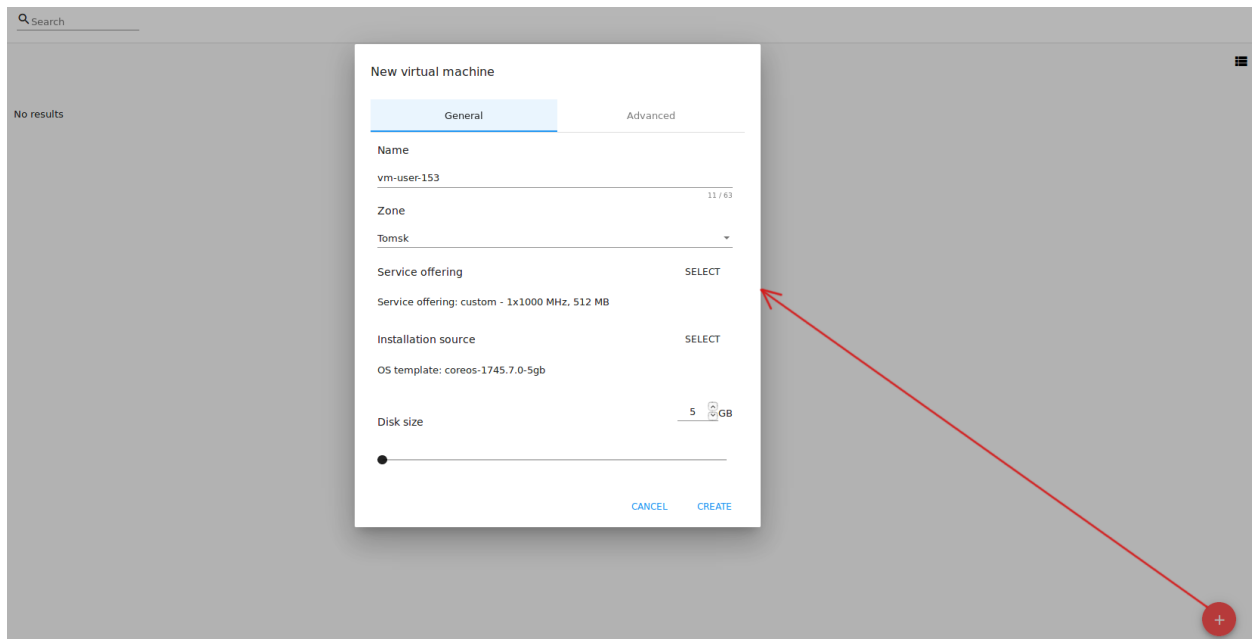 Search
No results
New virtual machine
General Advanced
Name
vm-user-153
11 / 63
Zone
Tomsk
Service offering SELECT
Service offering: custom - 1x1000 MHz, 512 MB
Installation source SELECT
OS template: coreos-1745.7.0-5gb
Disk size 5 GB
CANCEL CREATE
+